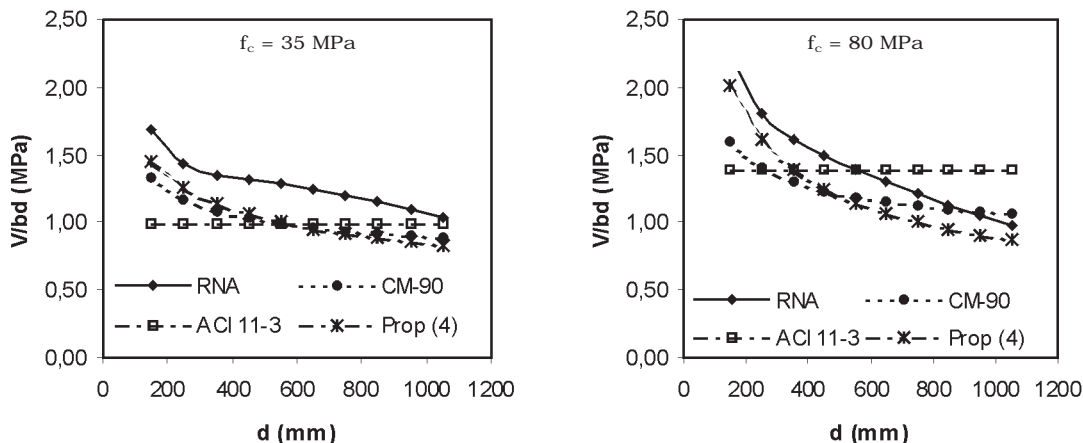 2,50
f_c = 35 MPa
2,00
1,50
1,00
0,50
0,00
V/bd (MPa)
RNA
CM-90
ACI 11-3
Prop (4)
0
200
400
600
800
1000
1200
d (mm)
2,50
f_c = 80 MPa
2,00
1,50
1,00
0,50
0,00
V/bd (MPa)
RNA
CM-90
ACI 11-3
Prop (4)
0
200
400
600
800
1000
1200
d (mm)